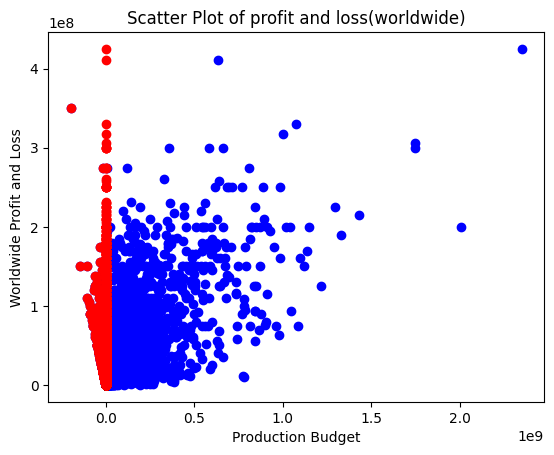 Scatter Plot of profit and loss(worldwide)
1e8
4
3
2
1
0
Worldwide Profit and Loss
0.0 0.5 1.0 1.5 2.0
1e9
Production Budget